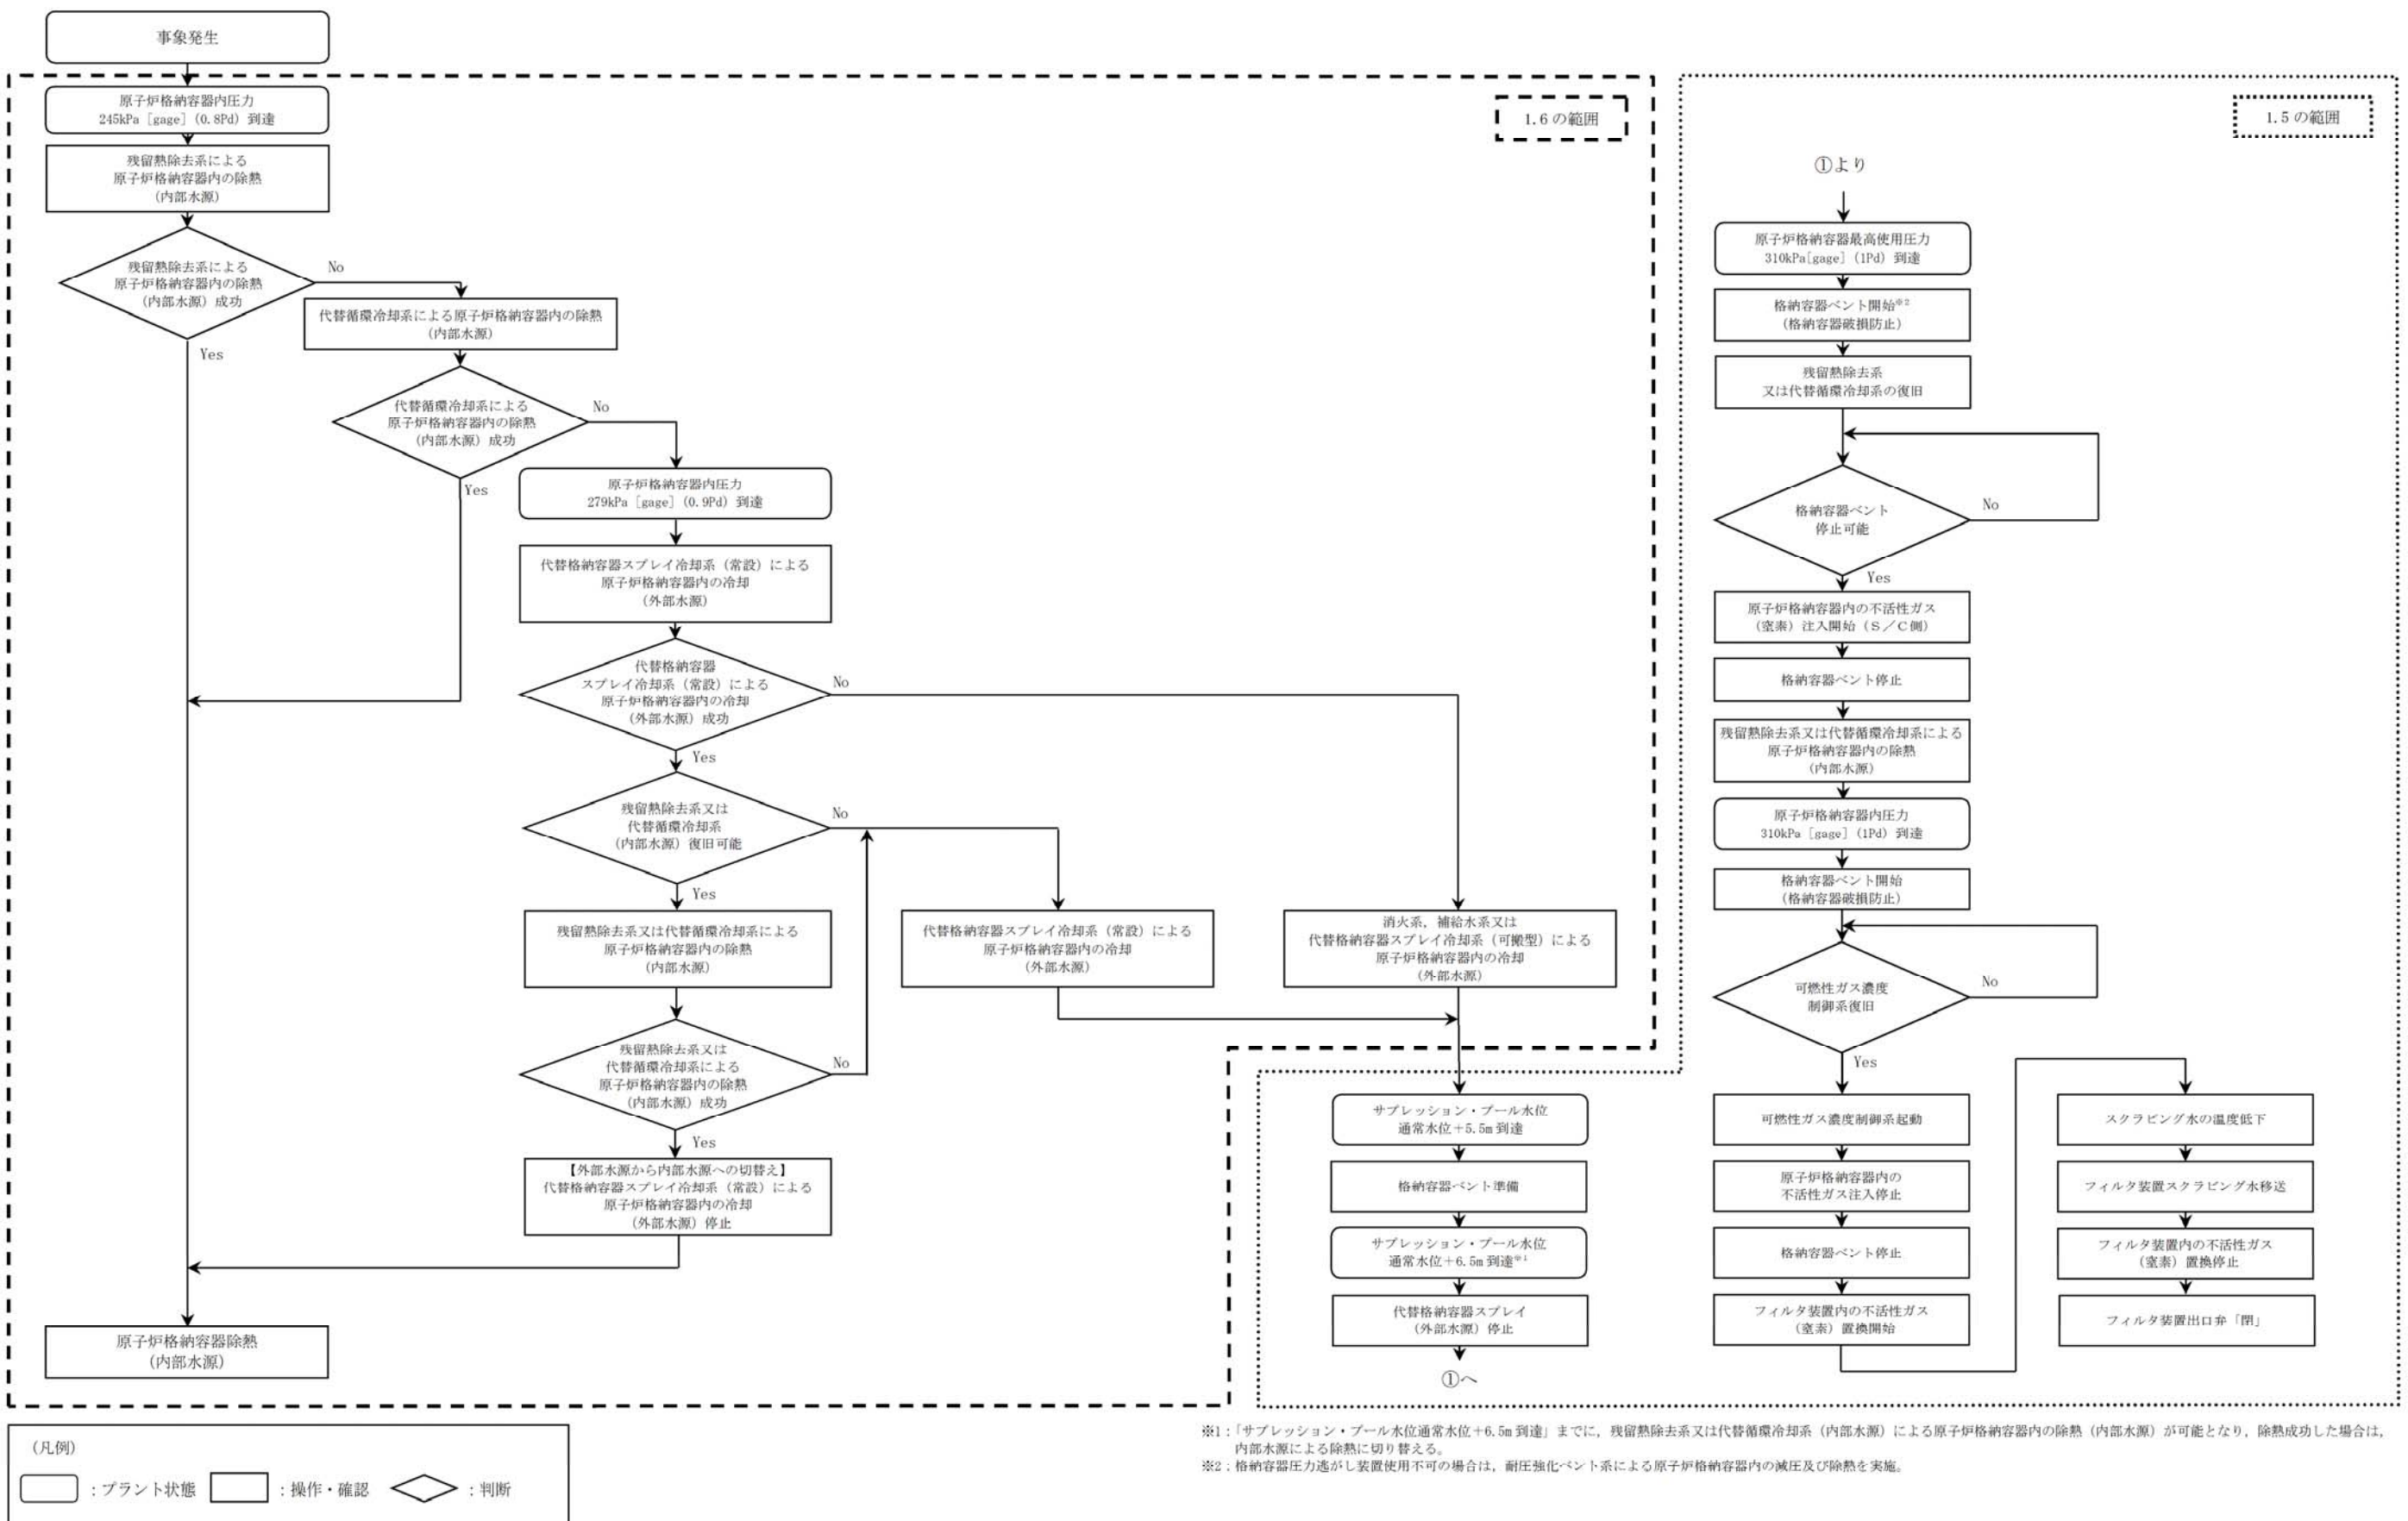 事象発生
原子炉格納容器内圧力
245kPa［gage］(0.8Pd) 到達
残留熱除去系による
原子炉格納容器内の除熱
(内部水源)
残留熱除去系による
原子炉格納容器内の除熱
(内部水源) 成功
No
Yes
代替循環冷却系による原子炉格納容器内の除熱
(内部水源)
代替循環冷却系による
原子炉格納容器内の除熱
(内部水源) 成功
No
Yes
原子炉格納容器内圧力
279kPa［gage］(0.9Pd) 到達
代替格納容器スプレイ冷却系（常設）による
原子炉格納容器内の冷却
(外部水源)
代替格納容器
スプレイ冷却系（常設）による
原子炉格納容器内の冷却
(外部水源) 成功
No
Yes
残留熱除去系又は
代替循環冷却系
(内部水源) 復旧可能
No
Yes
残留熱除去系又は代替循環冷却系による
原子炉格納容器内の除熱
(内部水源)
代替格納容器スプレイ冷却系（常設）による
原子炉格納容器内の冷却
(外部水源)
消火系，補給水系又は
代替格納容器スプレイ冷却系（可搬型）による
原子炉格納容器内の冷却
(外部水源)
残留熱除去系又は
代替循環冷却系による
原子炉格納容器内の除熱
(内部水源) 成功
No
Yes
【外部水源から内部水源への切替え】
代替格納容器スプレイ冷却系（常設）による
原子炉格納容器内の冷却
(外部水源) 停止
原子炉格納容器除熱
(内部水源)
1.6 の範囲
サプレッション・プール水位
通常水位＋5.5m 到達
格納容器ベント準備
サプレッション・プール水位
通常水位＋6.5m 到達※1
代替格納容器スプレイ
(外部水源) 停止
①へ
1.5 の範囲
①より
原子炉格納容器最高使用圧力
310kPa[gage] (1Pd) 到達
格納容器ベント開始※2
(格納容器破損防止)
残留熱除去系
又は代替循環冷却系の復旧
格納容器ベント
停止可能
No
Yes
原子炉格納容器内の不活性ガス
(窒素) 注入開始（Ｓ／Ｃ側）
格納容器ベント停止
残留熱除去系又は代替循環冷却系による
原子炉格納容器内の除熱
(内部水源)
原子炉格納容器内圧力
310kPa［gage］(1Pd) 到達
格納容器ベント開始
(格納容器破損防止)
可燃性ガス濃度
制御系復旧
No
Yes
可燃性ガス濃度制御系起動
原子炉格納容器内の
不活性ガス注入停止
格納容器ベント停止
フィルタ装置内の不活性ガス
(窒素) 置換開始
スクラビング水の温度低下
フィルタ装置スクラビング水移送
フィルタ装置内の不活性ガス
(窒素) 置換停止
フィルタ装置出口弁「閉」
(凡例)
：プラント状態
：操作・確認
：判断
※1：「サプレッション・プール水位通常水位＋6.5m 到達」までに，残留熱除去系又は代替循環冷却系（内部水源）による原子炉格納容器内の除熱（内部水源）が可能となり，除熱成功した場合は，
内部水源による除熱に切り替える。
※2：格納容器圧力逃がし装置使用不可の場合は，耐圧強化ベント系による原子炉格納容器内の減圧及び除熱を実施。